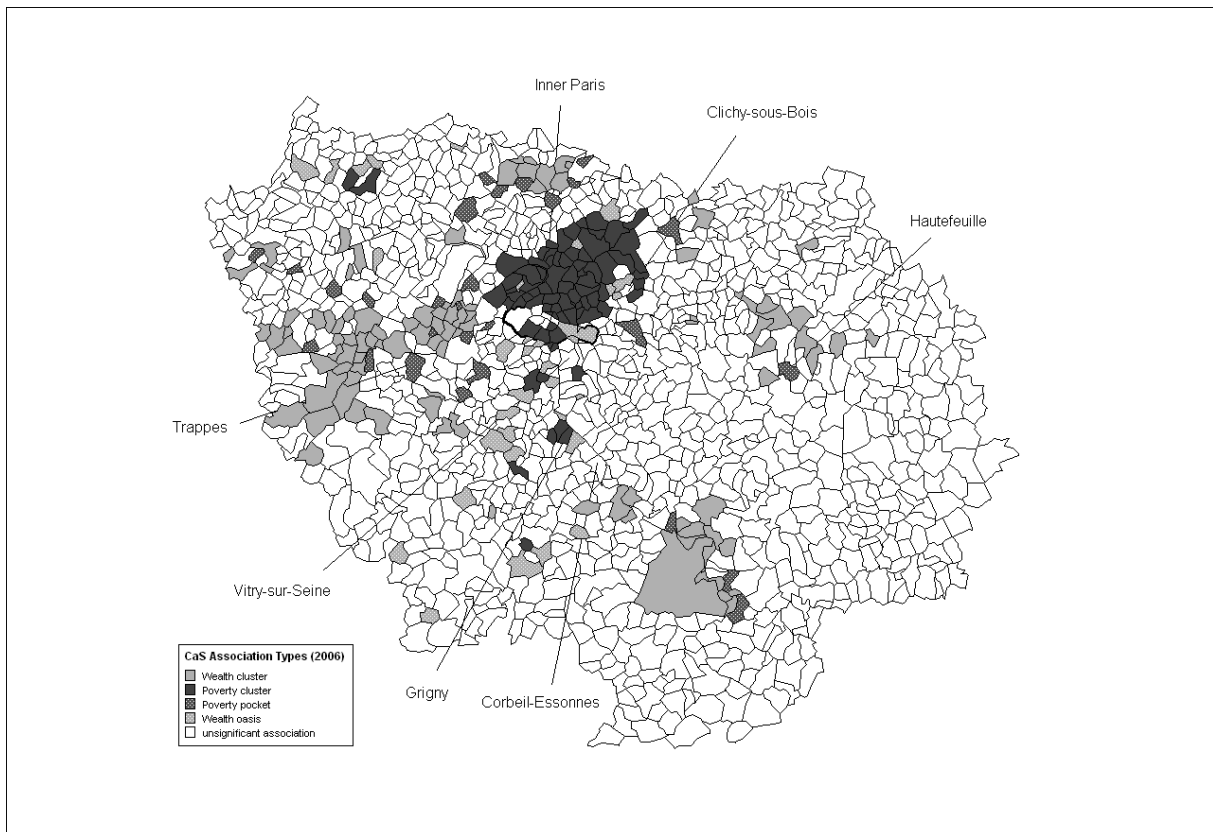 Inner Paris
Clichy-sous-Bois
Hautefeuille
Trappes
Vitry-sur-Seine
Grigny
Corbeil-Essonnes
CaS Association Types (2006)
Wealth cluster
Poverty cluster
Poverty pocket
Wealth oasis
unsignificant association